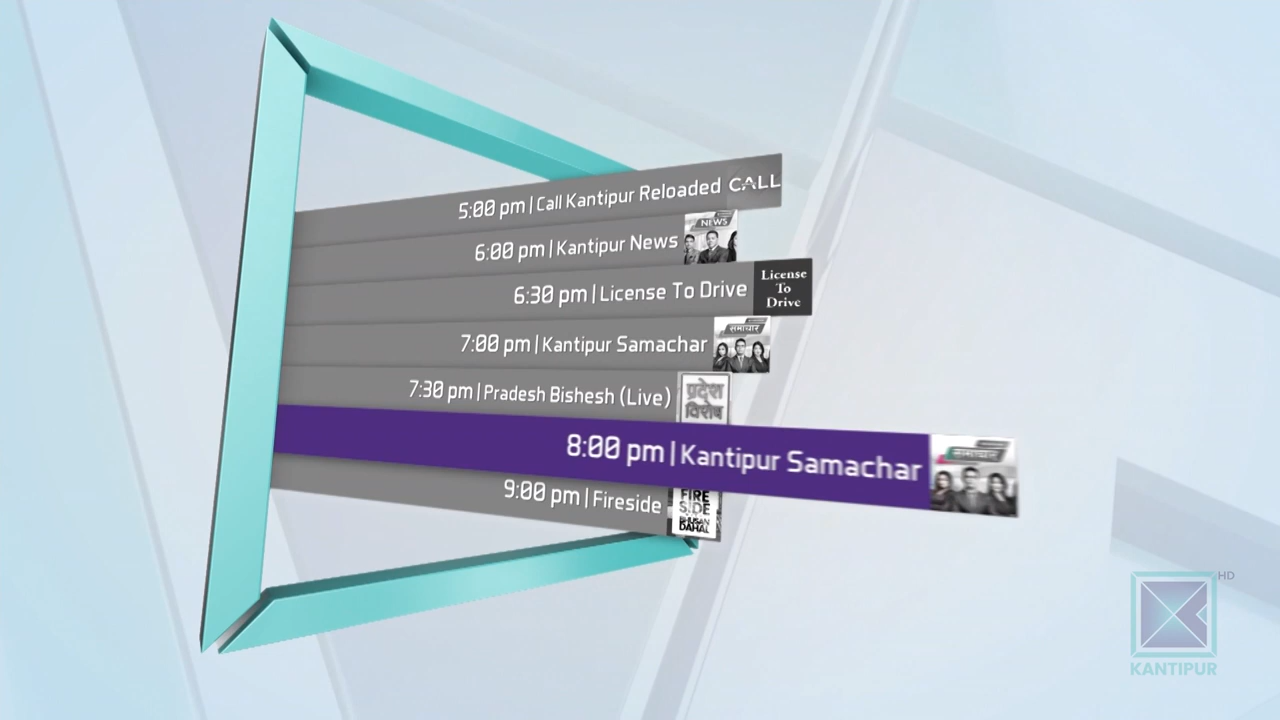 5:00 pm | Call Kantipur Reloaded CALL
6:00 pm | Kantipur News NEWS
6:30 pm | License To Drive License To Drive
7:00 pm | Kantipur Samachar समाचार
7:30 pm | Pradesh Bishesh (Live) प्रदेश विशेष
8:00 pm | Kantipur Samachar समाचार
9:00 pm | Fireside FIRE SIDE BHUSAN DAHAL
HD
KANTIPUR